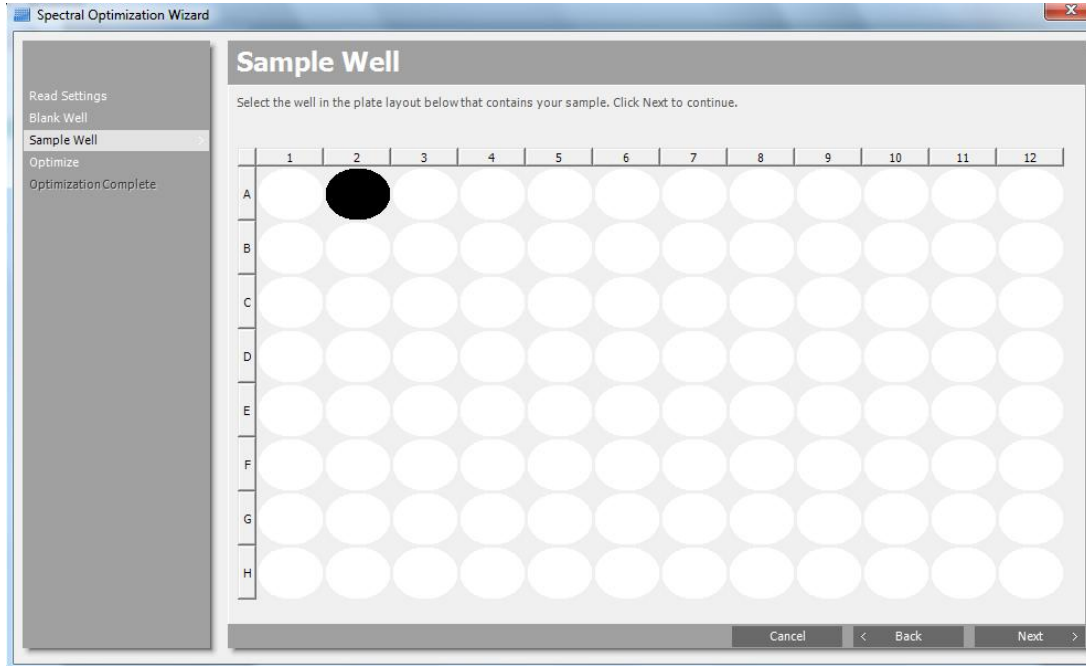 Spectral Optimization Wizard
X
Read Settings
Blank Well
Sample Well
Optimize
Optimization Complete
Sample Well
Select the well in the plate layout below that contains your sample. Click Next to continue.
1 2 3 4 5 6 7 8 9 10 11 12
A
B
C
D
E
F
G
H
Cancel < Back Next >